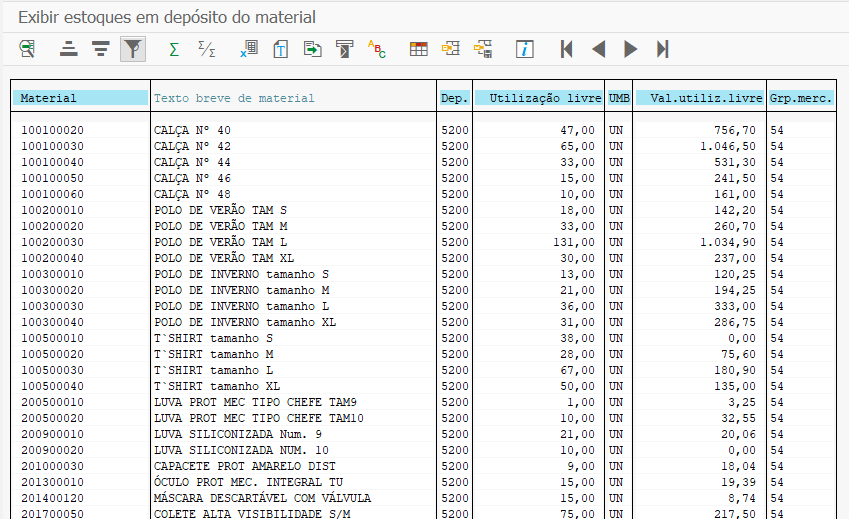 Exibir estoques em depósito do material
Material Texto breve de material Dep. Utilização livre UMB Val.utiliz.livre Grp.merc.
100100020 CALÇA Nº 40 5200 47,00 UN 756,70 54
100100030 CALÇA Nº 42 5200 65,00 UN 1.046,50 54
100100040 CALÇA Nº 44 5200 33,00 UN 531,30 54
100100050 CALÇA Nº 46 5200 15,00 UN 241,50 54
100100060 CALÇA Nº 48 5200 10,00 UN 161,00 54
100200010 POLO DE VERÃO TAM S 5200 18,00 UN 142,20 54
100200020 POLO DE VERÃO TAM M 5200 33,00 UN 260,70 54
100200030 POLO DE VERÃO TAM L 5200 131,00 UN 1.034,90 54
100200040 POLO DE VERÃO TAM XL 5200 30,00 UN 237,00 54
100300010 POLO DE INVERNO tamanho S 5200 13,00 UN 120,25 54
100300020 POLO DE INVERNO tamanho M 5200 21,00 UN 194,25 54
100300030 POLO DE INVERNO tamanho L 5200 36,00 UN 333,00 54
100300040 POLO DE INVERNO tamanho XL 5200 31,00 UN 286,75 54
100500010 T`SHIRT tamanho S 5200 38,00 UN 0,00 54
100500020 T`SHIRT tamanho M 5200 28,00 UN 75,60 54
100500030 T`SHIRT tamanho L 5200 67,00 UN 180,90 54
100500040 T`SHIRT tamanho XL 5200 50,00 UN 135,00 54
200500010 LUVA PROT MEC TIPO CHEFE TAM9 5200 1,00 UN 3,25 54
200500020 LUVA PROT MEC TIPO CHEFE TAM10 5200 10,00 UN 32,55 54
200900010 LUVA SILICONIZADA Num. 9 5200 21,00 UN 20,06 54
200900020 LUVA SILICONIZADA NUM. 10 5200 10,00 UN 0,00 54
201000030 CAPACETE PROT AMARELO DIST 5200 9,00 UN 18,04 54
201300010 ÓCULO PROT MEC. INTEGRAL TU 5200 15,00 UN 19,39 54
201400120 MÁSCARA DESCARTÁVEL COM VÁLVULA 5200 15,00 UN 8,74 54
201700050 COLETE ALTA VISIBILIDADE S/M 5200 75,00 UN 217,50 54